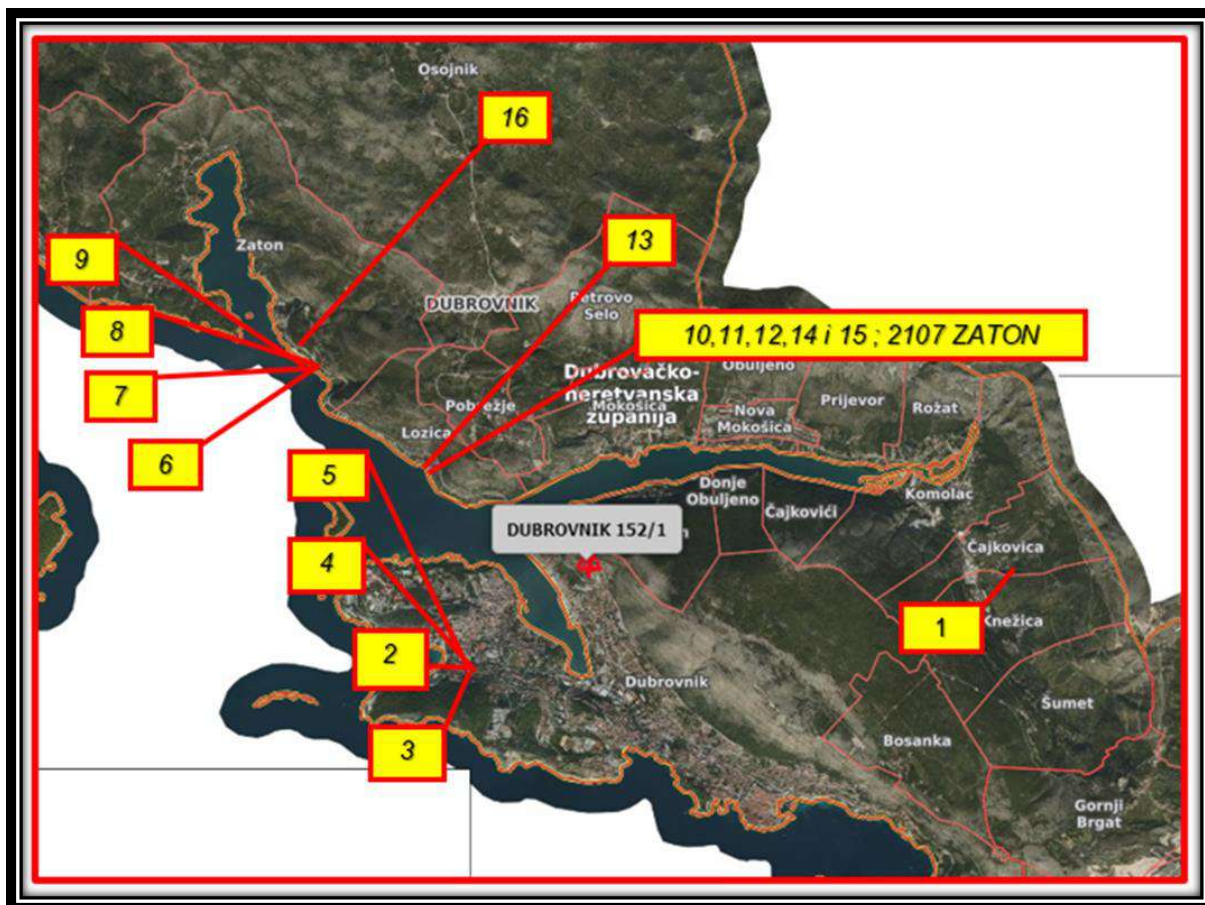 Osojnik
16
Zaton
9
13
DUBROVNIK
Petrovo
Selo
8
10,11,12,14 i 15 ; 2107 ZATON
Obuljeno
Dubrovačko-
neretvanska
županija
7
Pobrežje
Mokošica
Nova
Mokošica
Prijevor
Rožat
Lozica
6
5
Donje
Obuljeno
Komolac
Čajkovići
DUBROVNIK 152/1
Čajkovica
4
1
Knežica
2
Dubrovnik
Šumet
3
Bosanka
Gornji
Brgat